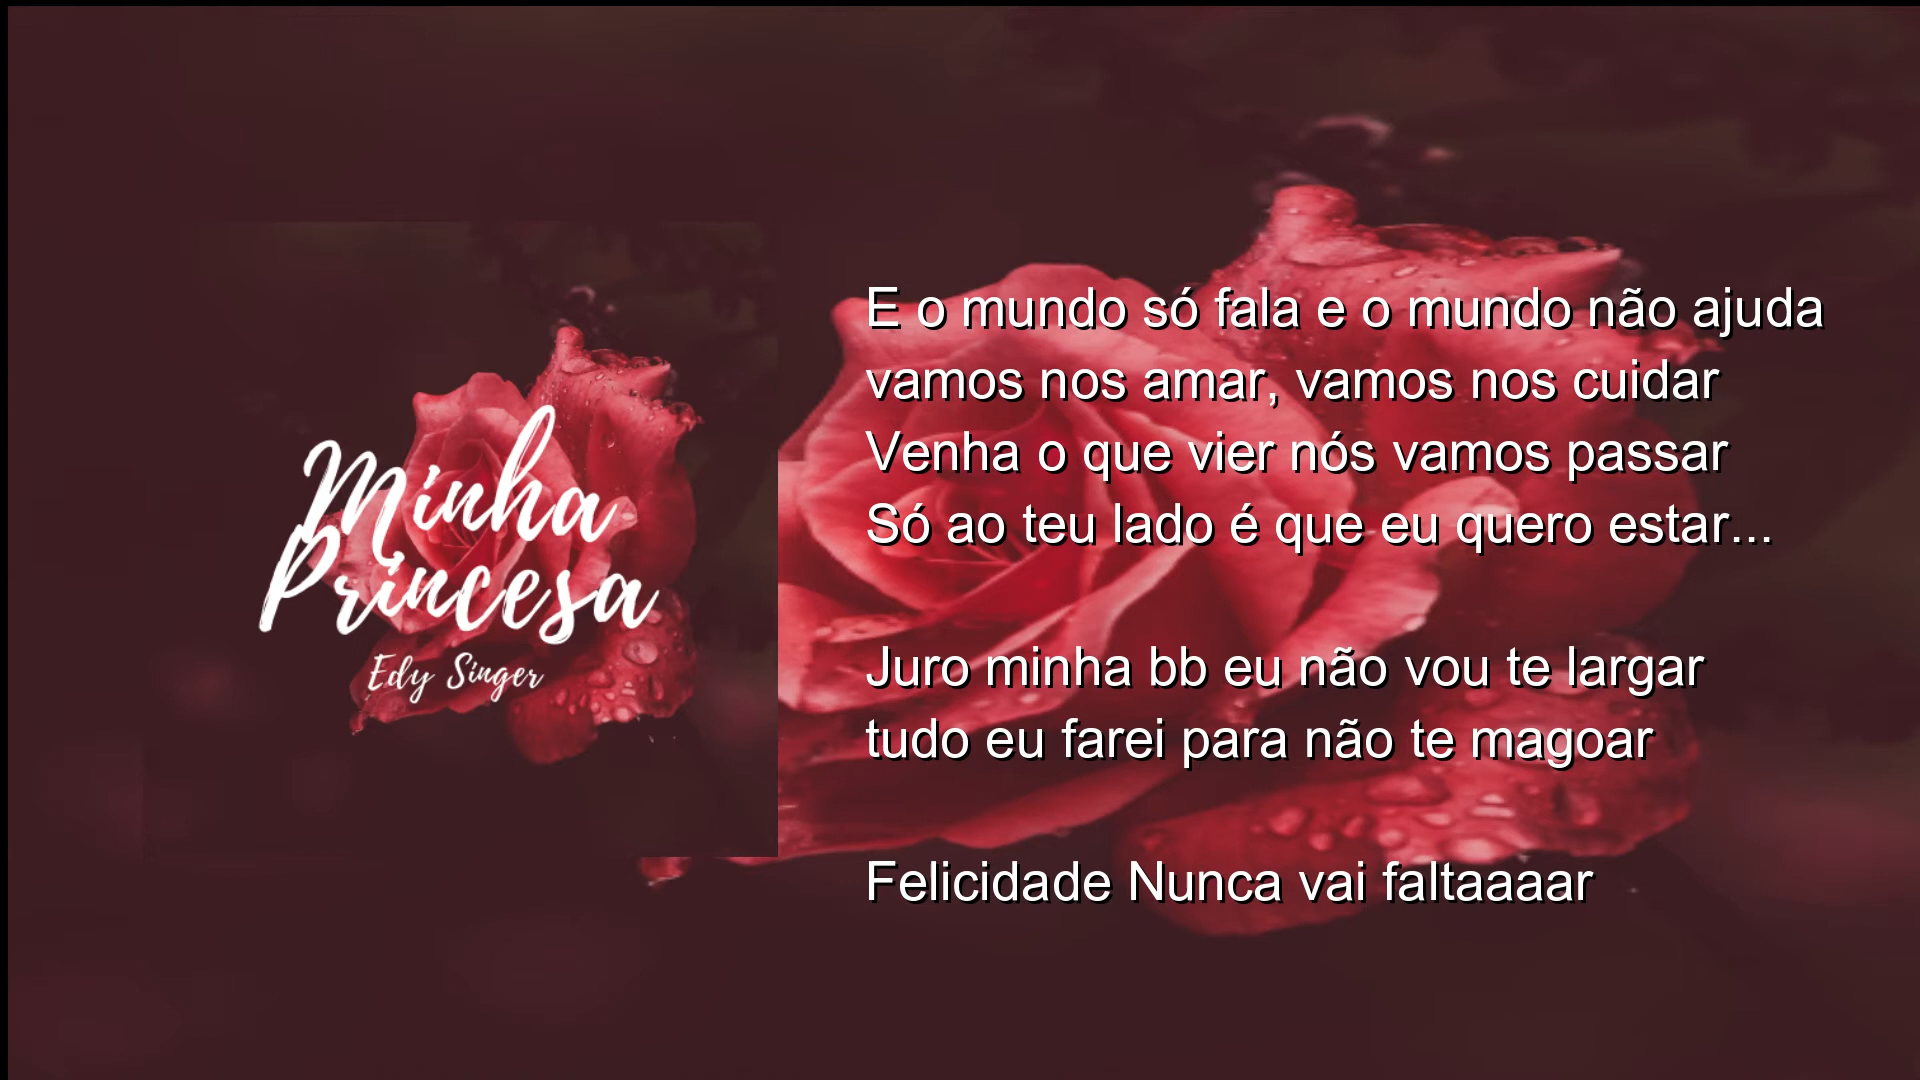 Minha
Princesa
Edy Singer
E o mundo só fala e o mundo não ajuda
vamos nos amar, vamos nos cuidar
Venha o que vier nós vamos passar
Só ao teu lado é que eu quero estar...
Juro minha bb eu não vou te largar
tudo eu farei para não te magoar
Felicidade Nunca vai faltaaaar